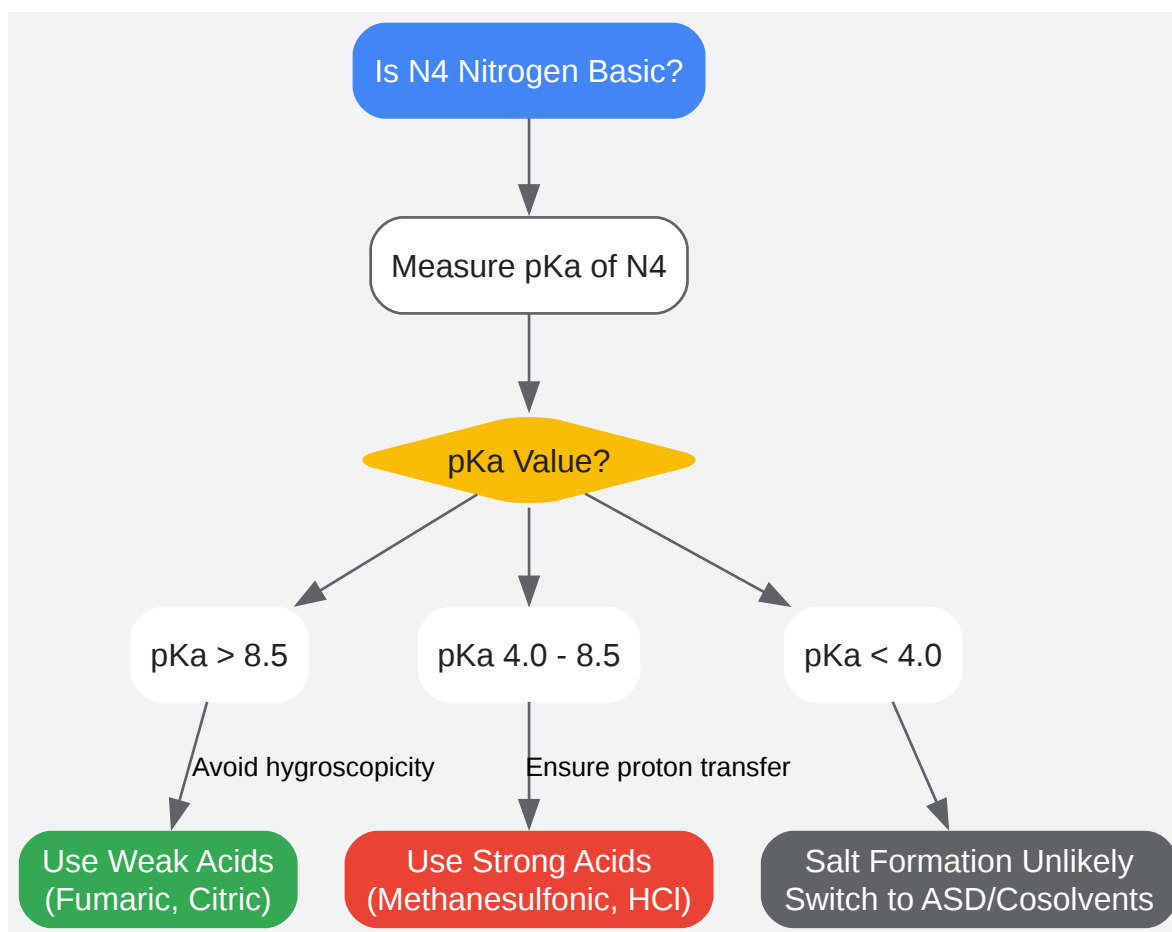 Is N4 Nitrogen Basic?
Measure pKa of N4
pKa Value?
pKa > 8.5
pKa 4.0 - 8.5
pKa < 4.0
Avoid hygroscopicity
Ensure proton transfer
Use Weak Acids
(Fumaric, Citric)
Use Strong Acids
(Methanesulfonic, HCl)
Salt Formation Unlikely
Switch to ASD/Cosolvents